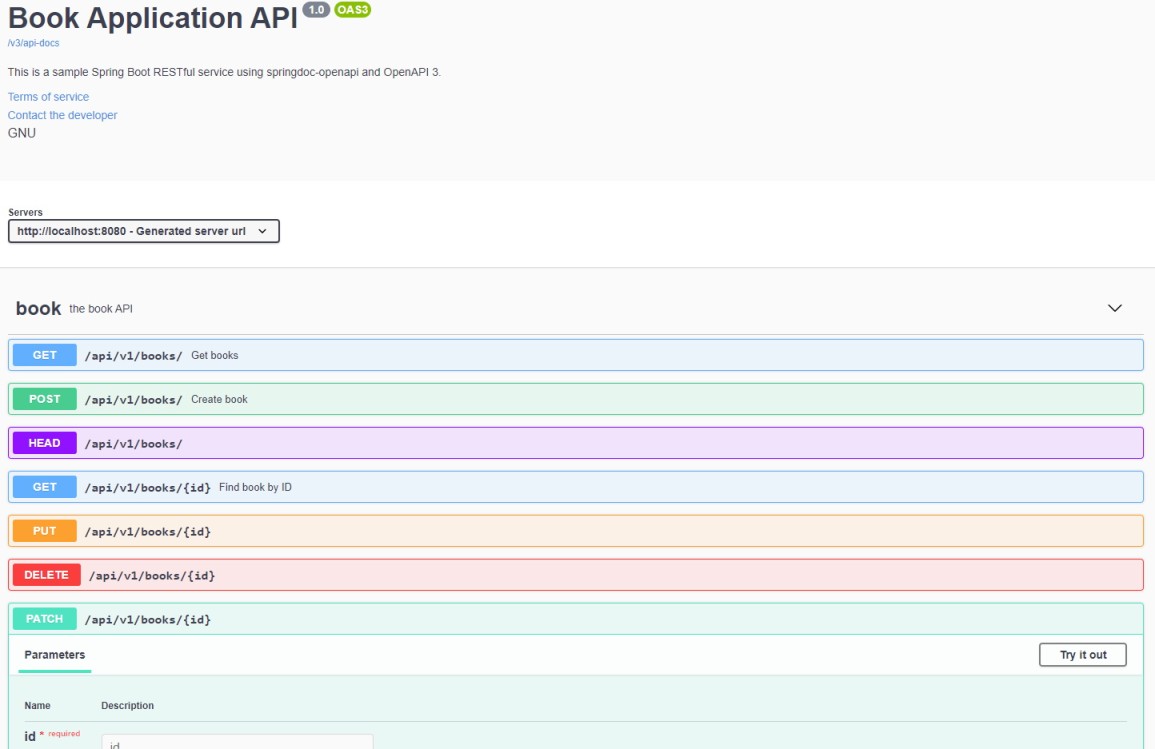 Book Application API 1.0 OAS3
/v3/api-docs
This is a sample Spring Boot RESTful service using springdoc-openapi and OpenAPI 3.
Terms of service
Contact the developer
GNU
Servers
http://localhost:8080 - Generated server url
book the book API
GET /api/v1/books/ Get books
POST /api/v1/books/ Create book
HEAD /api/v1/books/
GET /api/v1/books/{id} Find book by ID
PUT /api/v1/books/{id}
DELETE /api/v1/books/{id}
PATCH /api/v1/books/{id}
Parameters Try it out
Name Description
id * required
id